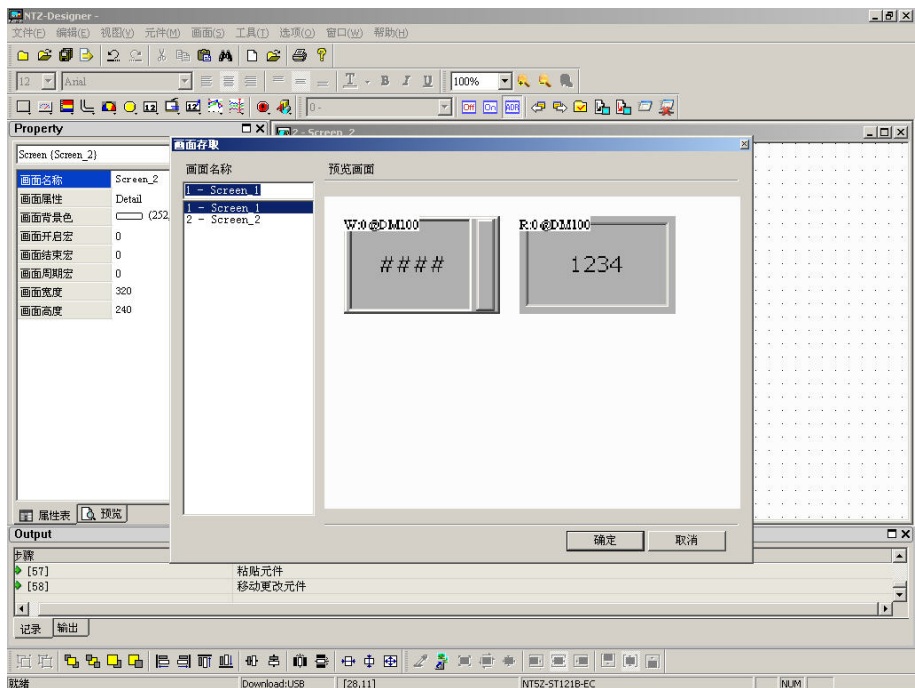 NTZ-Designer -
文件(F) 编辑(E) 视图(V) 元件(M) 画面(S) 工具(T) 选项(O) 窗口(W) 帮助(H)
12 Arial B I U 100%
0 -
Property
2 - Screen_2
Screen {Screen_2}
画面名称 Screen_2
画面属性 Detail
画面背景色 (252,
画面开启宏 0
画面结束宏 0
画面周期宏 0
画面宽度 320
画面高度 240
属性表 预览
画面存取
画面名称 预览画面
1 - Screen_1
1 - Screen_1
2 - Screen_2
W:0@DM100 R:0@DM100
#### 1234
确定 取消
Output
步骤
[57] 粘贴元件
[58] 移动更改元件
记录 输出
就绪 Download:USB [28,11] NT5Z-ST121B-EC NUM